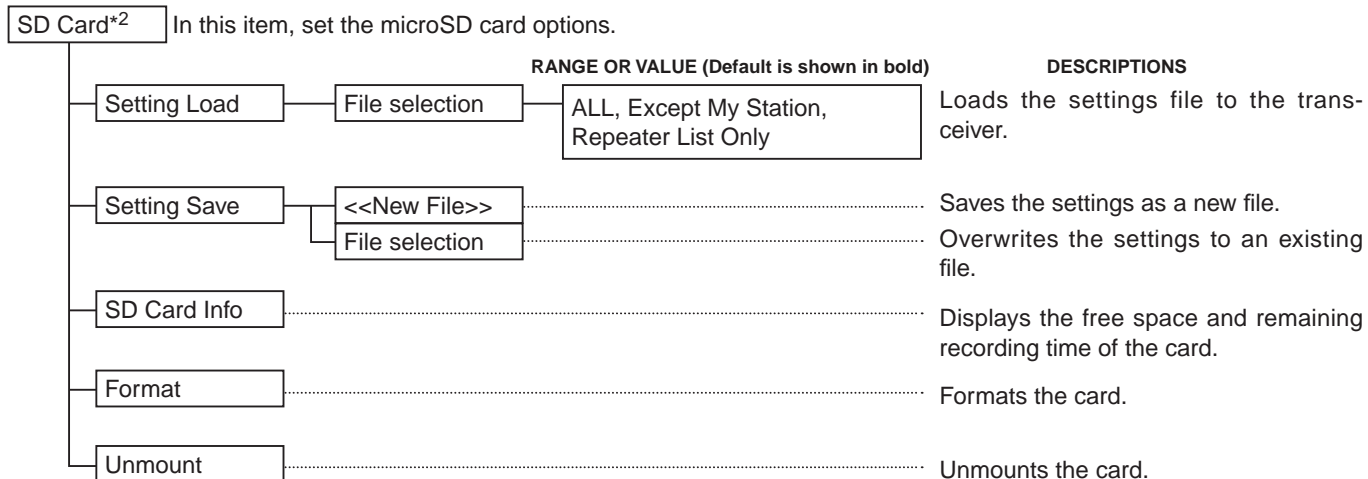 SD Card*2 In this item, set the microSD card options.
RANGE OR VALUE (Default is shown in bold) DESCRIPTIONS
Setting Load File selection ALL, Except My Station,
Repeater List Only
Loads the settings file to the trans-
ceiver.
Setting Save <<New File>> Saves the settings as a new file.
File selection Overwrites the settings to an existing
file.
SD Card Info Displays the free space and remaining
recording time of the card.
Format Formats the card.
Unmount Unmounts the card.